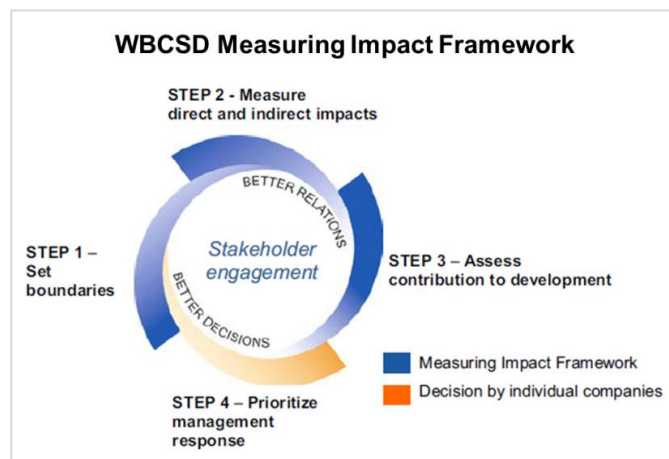 WBCSD Measuring Impact Framework
STEP 2 - Measure
direct and indirect impacts
BETTER RELATIONS
STEP 1 –
Set
boundaries
Stakeholder
engagement
STEP 3 – Assess
contribution to development
BETTER DECISIONS
Measuring Impact Framework
Decision by individual companies
STEP 4 – Prioritize
management
response